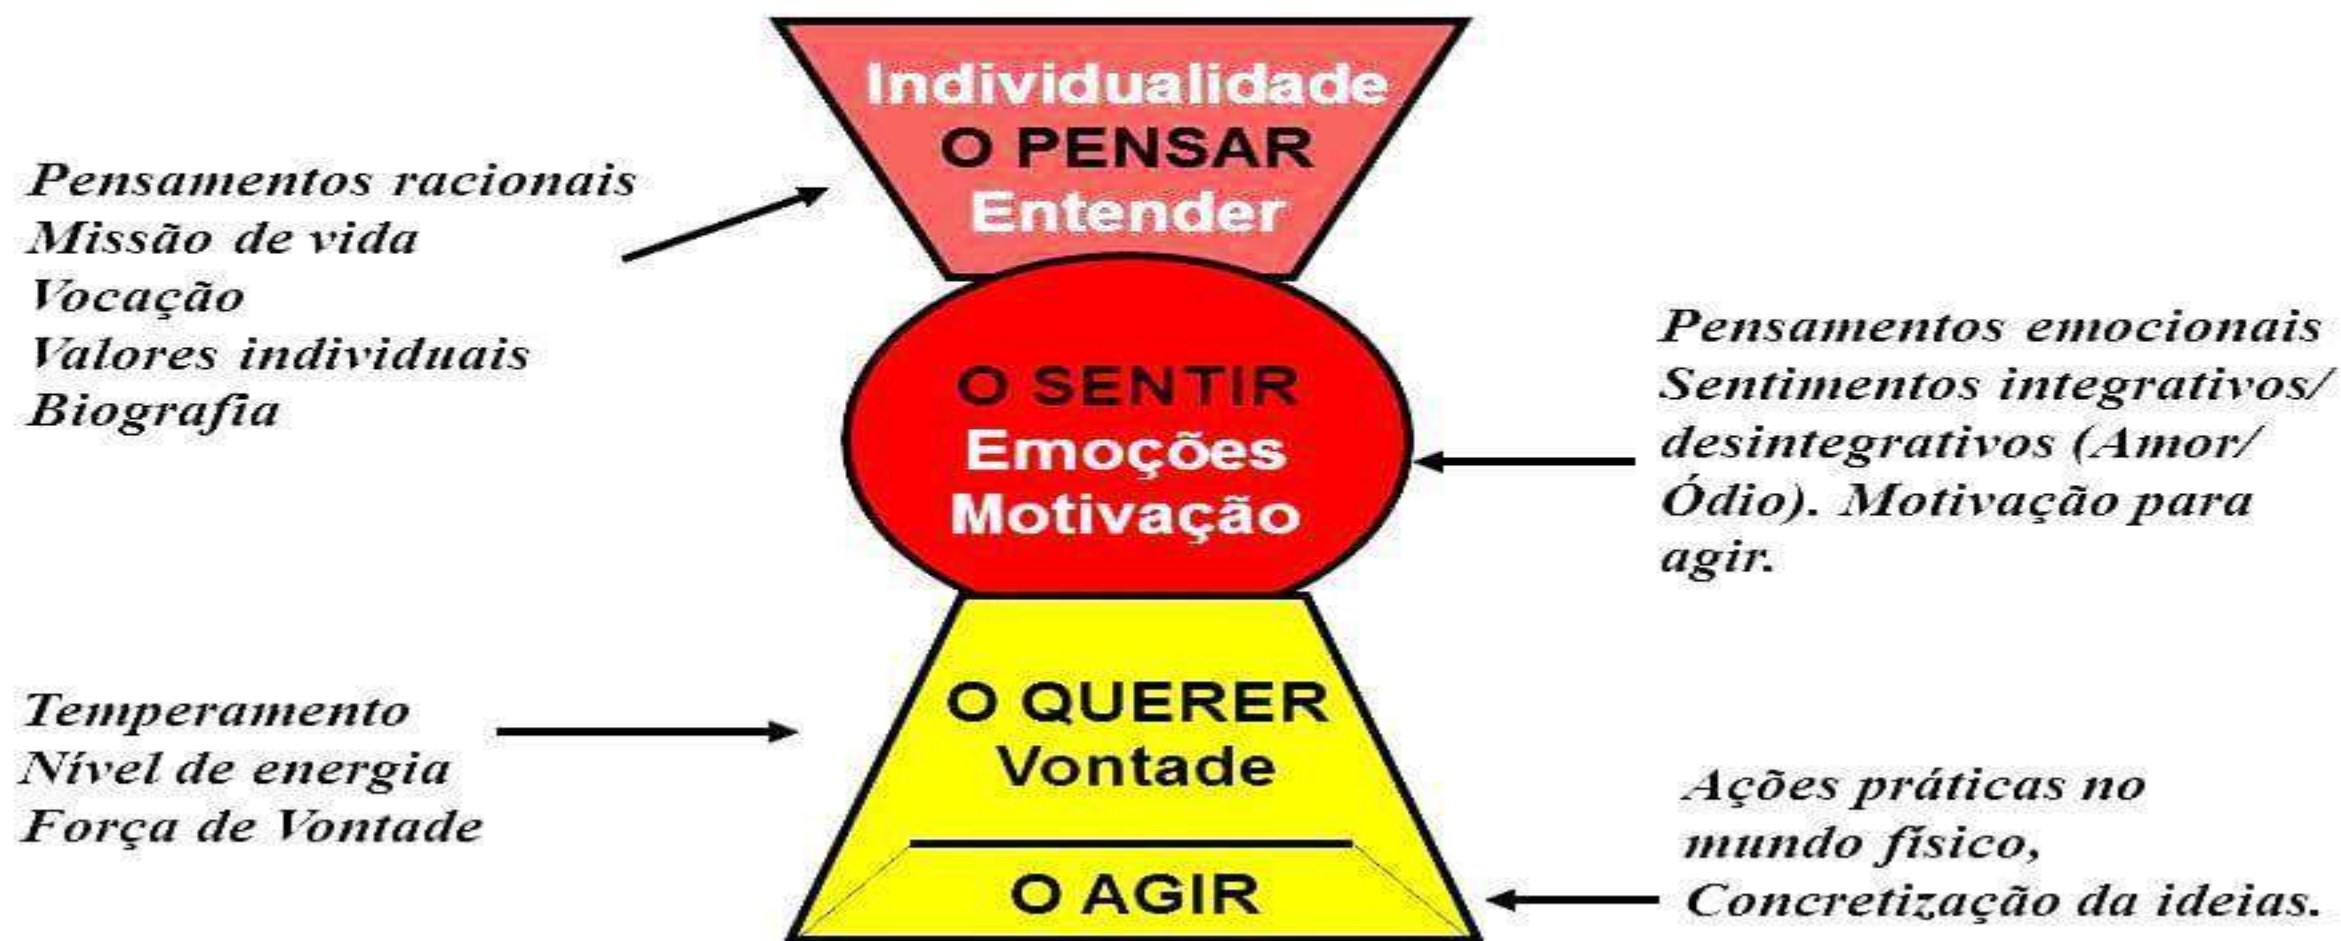 Individualidade
O PENSAR
Entender
Pensamentos racionais
Missão de vida
Vocação
Valores individuais
Biografia
O SENTIR
Emoções
Motivação
Pensamentos emocionais
Sentimentos integrativos/
desintegrativos (Amor/
Ódio). Motivação para
agir.
O QUERER
Vontade
Temperamento
Nível de energia
Força de Vontade
O AGIR
Ações práticas no
mundo físico,
Concretização da ideias.